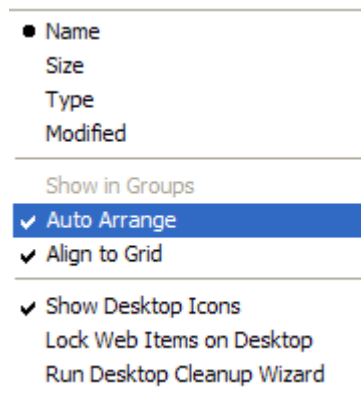 Name
Size
Type
Modified
Show in Groups
Auto Arrange
Align to Grid
Show Desktop Icons
Lock Web Items on Desktop
Run Desktop Cleanup Wizard